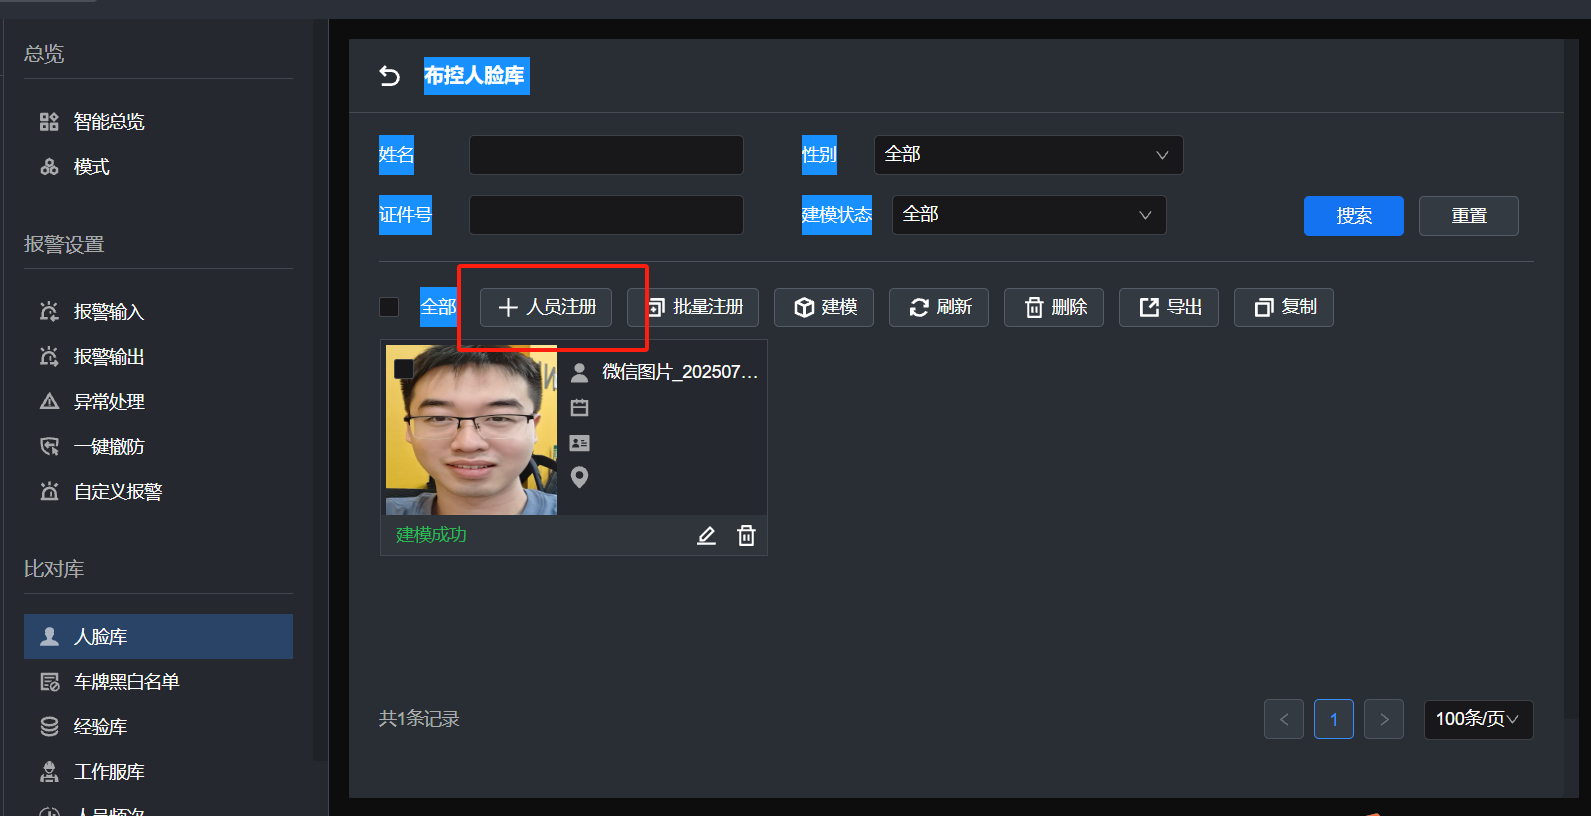 总览
智能总览
模式
报警设置
报警输入
报警输出
异常处理
一键撤防
自定义报警
比对库
人脸库
车牌黑白名单
经验库
工作服库
人员频次
布控人脸库
姓名
性别 全部
证件号
建模状态 全部
搜索 重置
全部 人员注册 批量注册 建模 刷新 删除 导出 复制
微信图片_202507...
建模成功
共1条记录
< 1 > 100条/页